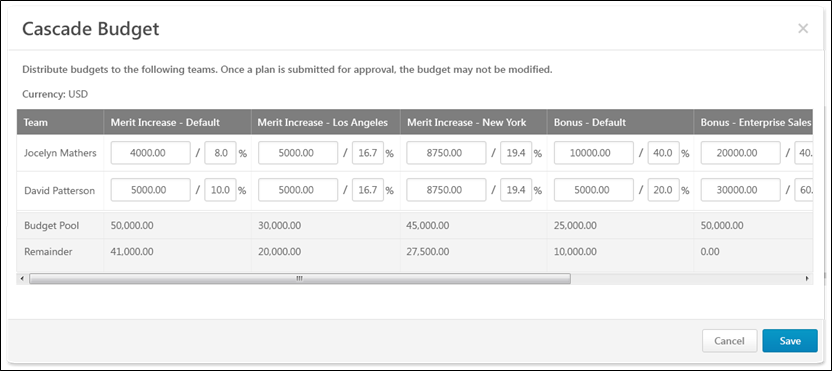 Cascade Budget ×
Distribute budgets to the following teams. Once a plan is submitted for approval, the budget may not be modified.
Currency: USD
Team Merit Increase - Default Merit Increase - Los Angeles Merit Increase - New York Bonus - Default Bonus - Enterprise Sales
Jocelyn Mathers 4000.00 / 8.0 % 5000.00 / 16.7 % 8750.00 / 19.4 % 10000.00 / 40.0 % 20000.00 / 40.
David Patterson 5000.00 / 10.0 % 5000.00 / 16.7 % 8750.00 / 19.4 % 5000.00 / 20.0 % 30000.00 / 60.
Budget Pool 50,000.00 30,000.00 45,000.00 25,000.00 50,000.00
Remainder 41,000.00 20,000.00 27,500.00 10,000.00 0.00
Cancel Save